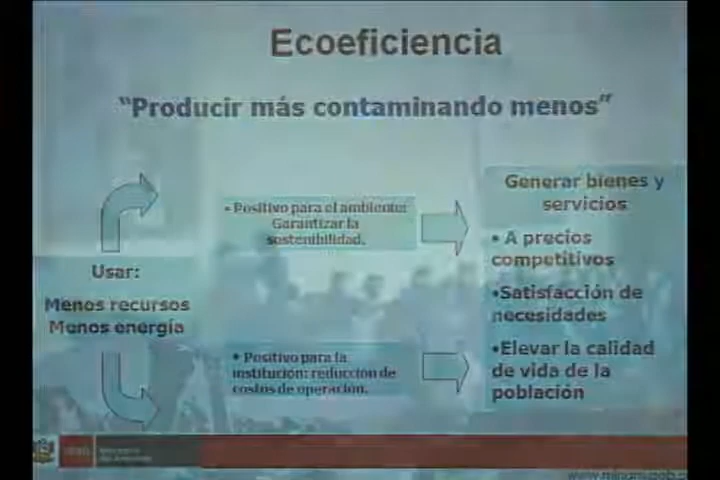 Ecoeficiencia
"Producir más contaminando menos"
• Positivo para el ambiente:
Garantizar la
sostenibilidad.
Usar:
Menos recursos
Menos energía
• Positivo para la
institución: reducción de
costos de operación.
Generar bienes y
servicios
• A precios
competitivos
•Satisfacción de
necesidades
•Elevar la calidad
de vida de la
población